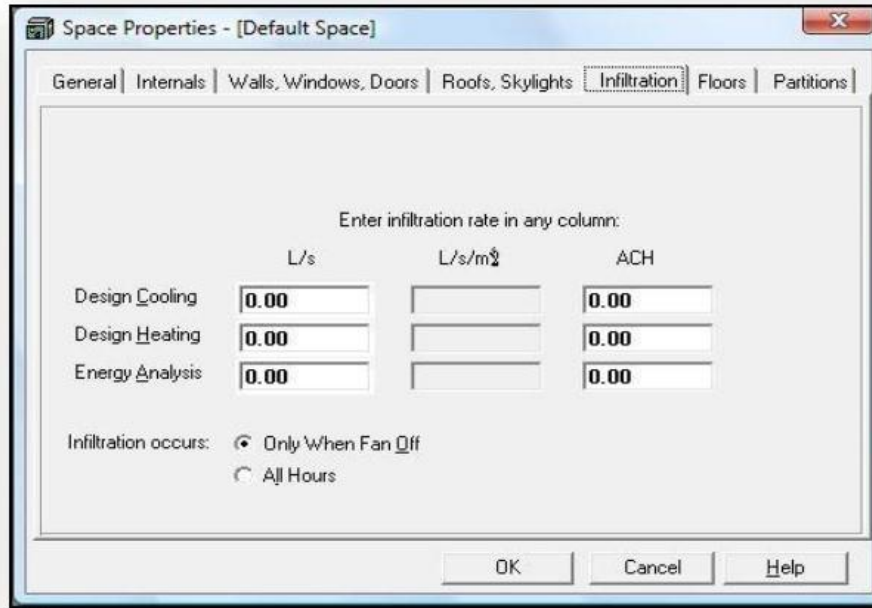 Space Properties - [Default Space]
General Internals Walls, Windows, Doors Roofs, Skylights Infiltration Floors Partitions
Enter infiltration rate in any column:
L/s L/s/m² ACH
Design Cooling 0.00 0.00
Design Heating 0.00 0.00
Energy Analysis 0.00 0.00
Infiltration occurs: Only When Fan Off
All Hours
OK Cancel Help